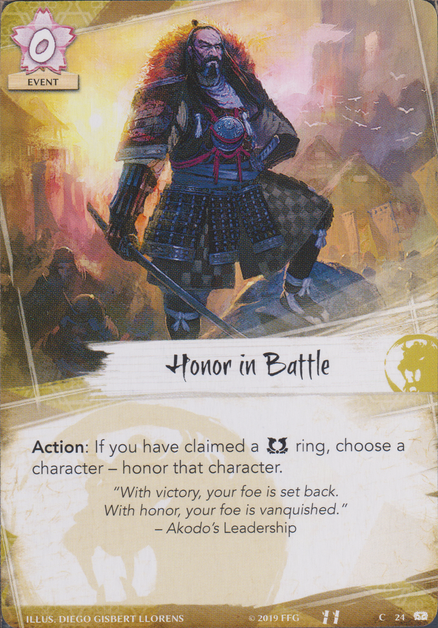 0
EVENT
Honor in Battle
Action: If you have claimed a ring, choose a
character – honor that character.
“With victory, your foe is set back.
With honor, your foe is vanquished.”
– Akodo’s Leadership
ILLUS. DIEGO GISBERT LLORENS © 2019 FFG C 24